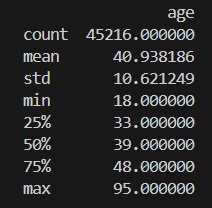 age
count 45216.000000
mean 40.938186
std 10.621249
min 18.000000
25% 33.000000
50% 39.000000
75% 48.000000
max 95.000000